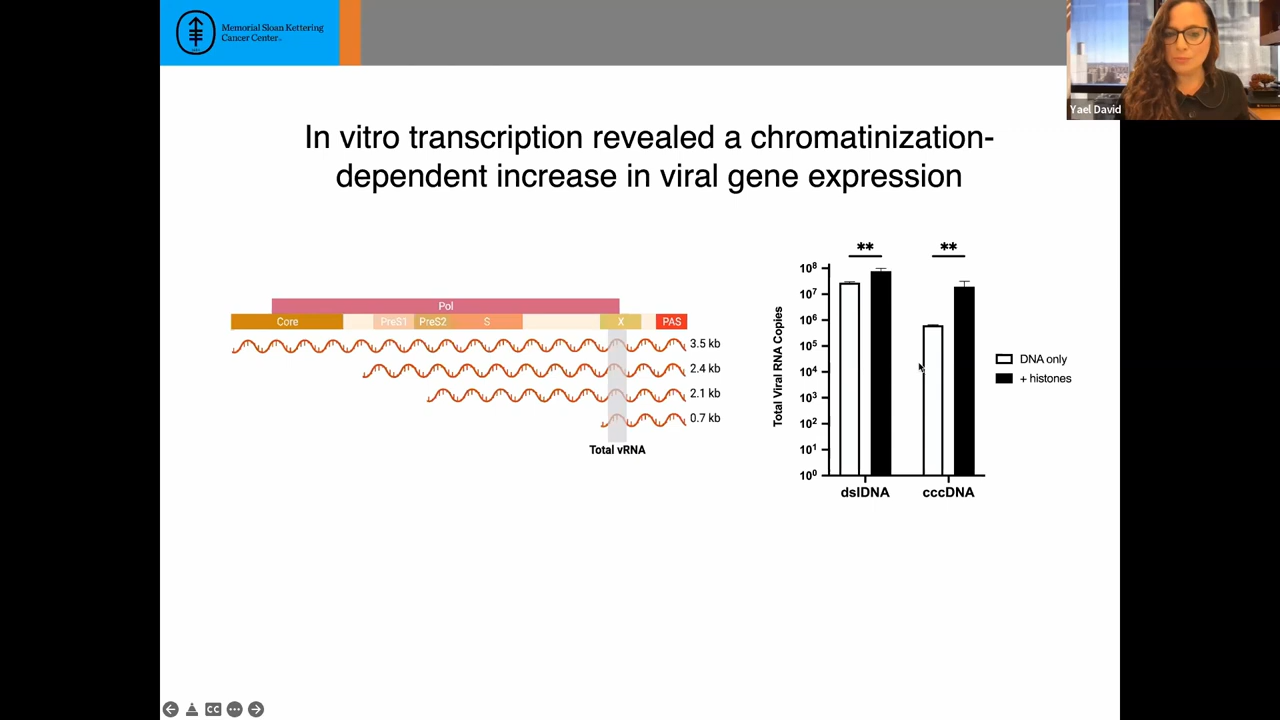 Memorial Sloan Kettering
Cancer Center
Yael David
In vitro transcription revealed a chromatinization-
dependent increase in viral gene expression
Pol
Core PreS1 PreS2 S X PAS
3.5 kb
2.4 kb
2.1 kb
0.7 kb
Total vRNA
** **
10⁸
10⁷
10⁶
10⁵
10⁴
10³
10²
10¹
10⁰
Total Viral RNA Copies
dslDNA cccDNA
DNA only
+ histones
CC